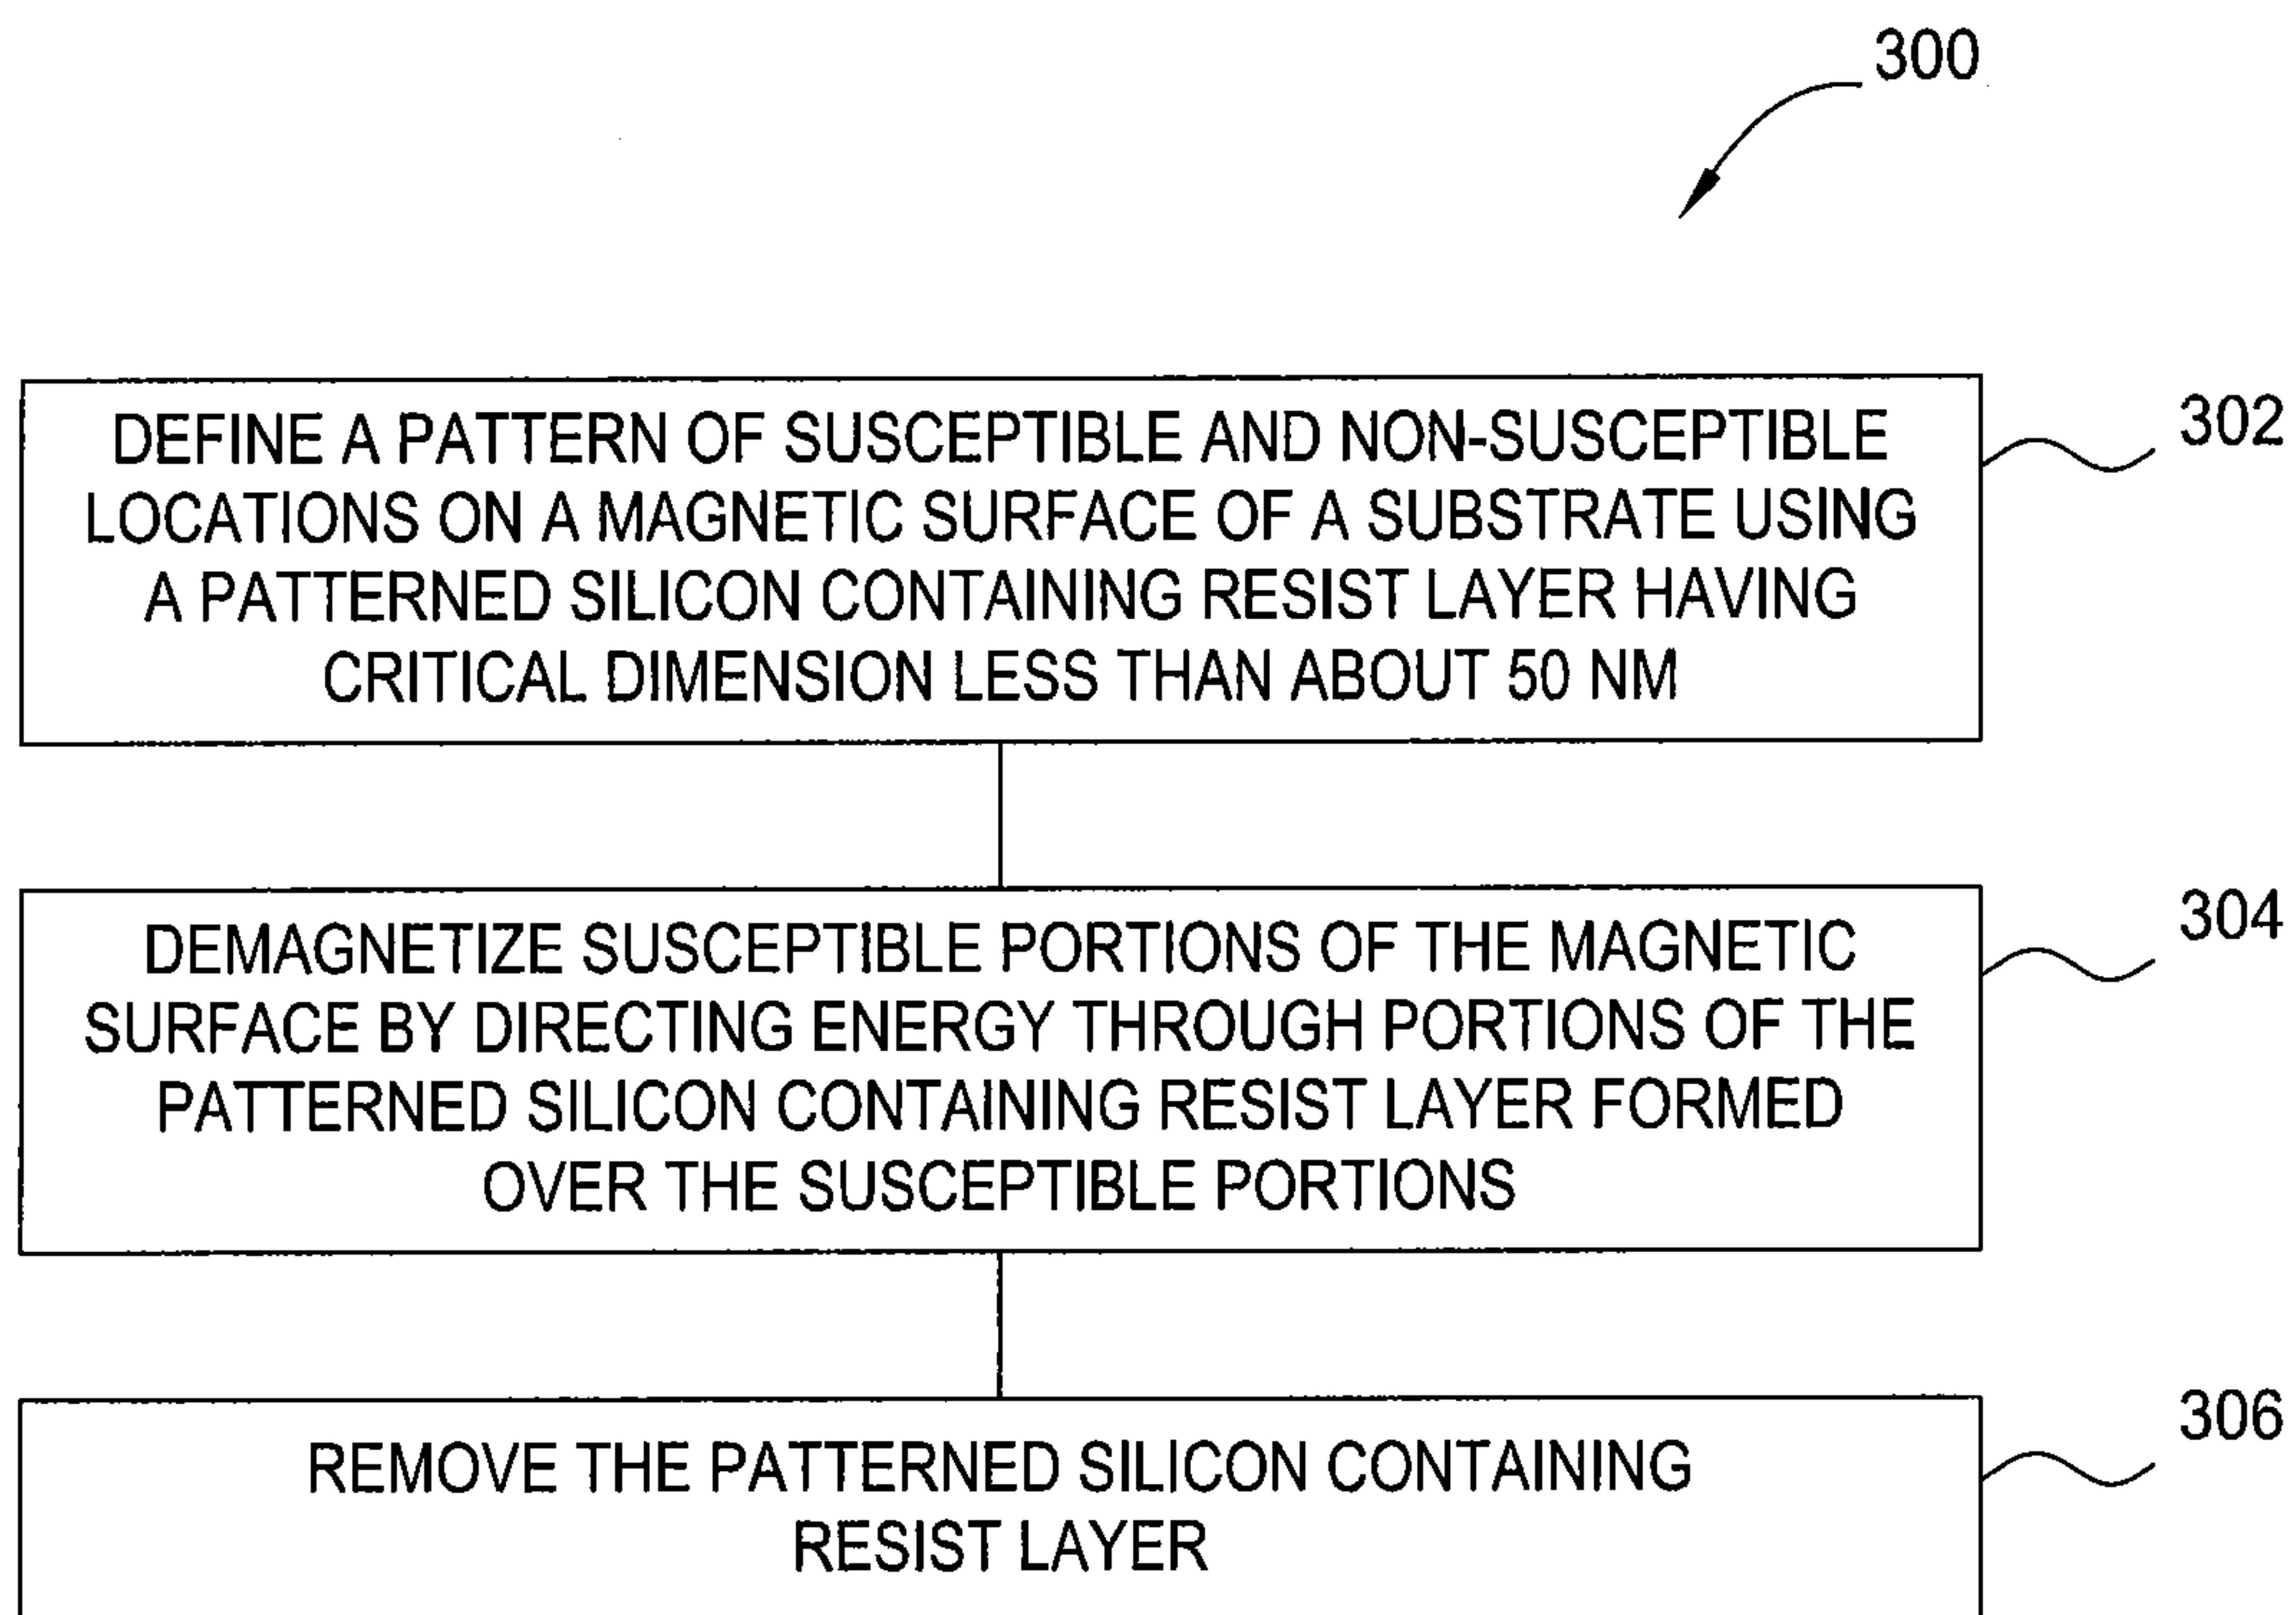 300
DEFINE A PATTERN OF SUSCEPTIBLE AND NON-SUSCEPTIBLE
LOCATIONS ON A MAGNETIC SURFACE OF A SUBSTRATE USING
A PATTERNED SILICON CONTAINING RESIST LAYER HAVING
CRITICAL DIMENSION LESS THAN ABOUT 50 NM
302
DEMAGNETIZE SUSCEPTIBLE PORTIONS OF THE MAGNETIC
SURFACE BY DIRECTING ENERGY THROUGH PORTIONS OF THE
PATTERNED SILICON CONTAINING RESIST LAYER FORMED
OVER THE SUSCEPTIBLE PORTIONS
304
REMOVE THE PATTERNED SILICON CONTAINING
RESIST LAYER
306